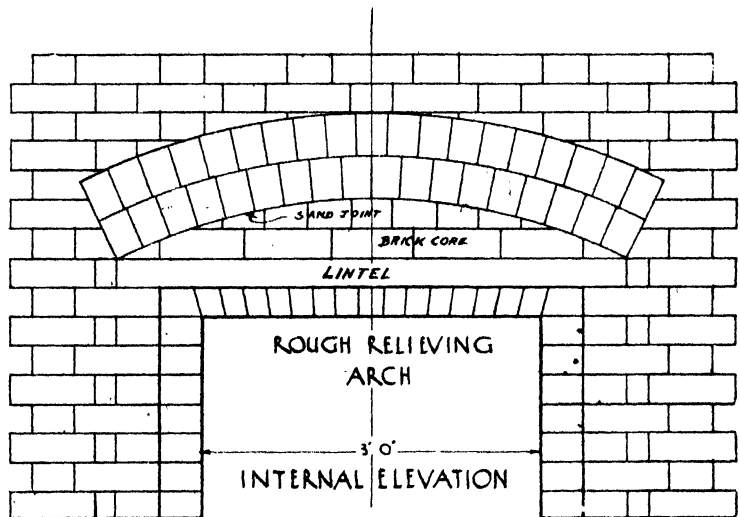 SAND JOINT
BRICK CORE
LINTEL
ROUGH RELIEVING
ARCH
3' 0"
INTERNAL ELEVATION